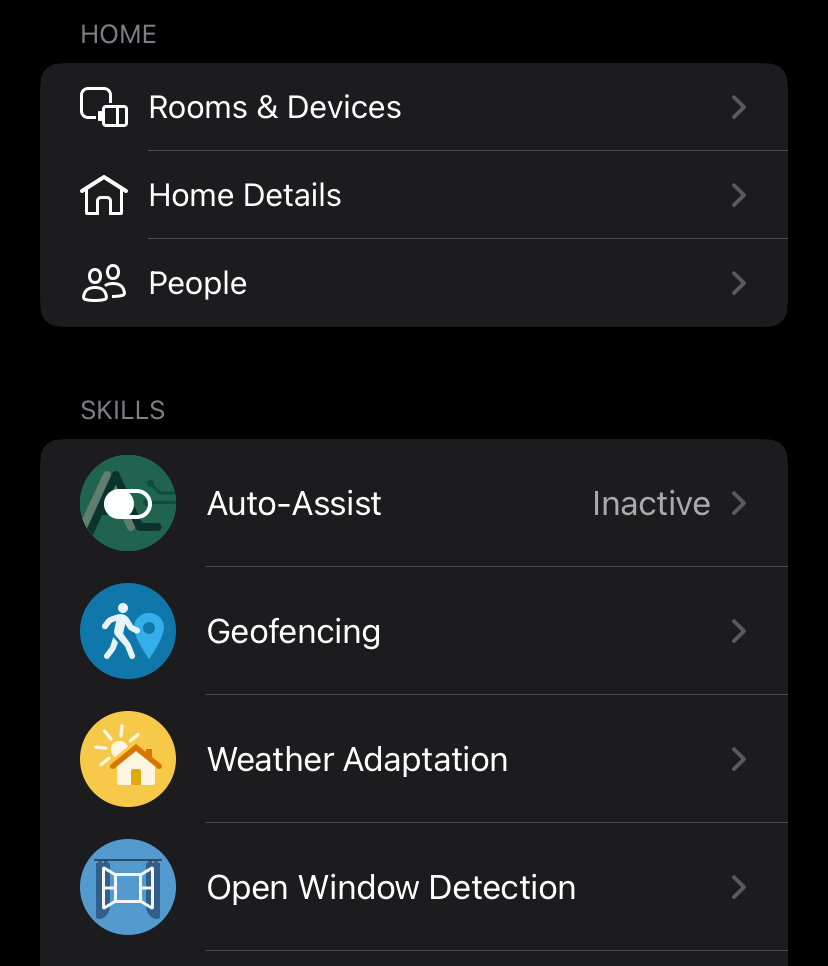 HOME
Rooms & Devices
Home Details
People
SKILLS
Auto-Assist Inactive
Geofencing
Weather Adaptation
Open Window Detection